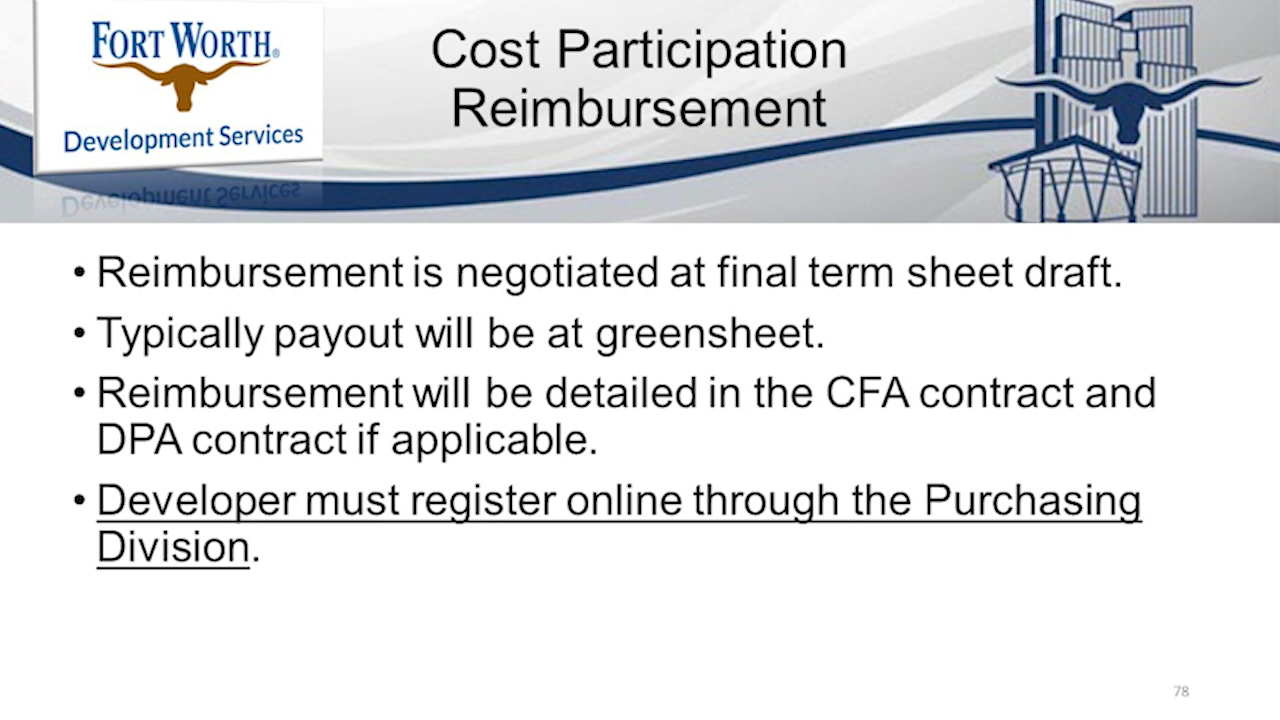 FORT WORTH®
Development Services
Cost Participation
Reimbursement
• Reimbursement is negotiated at final term sheet draft.
• Typically payout will be at greensheet.
• Reimbursement will be detailed in the CFA contract and
DPA contract if applicable.
• Developer must register online through the Purchasing
Division.
78